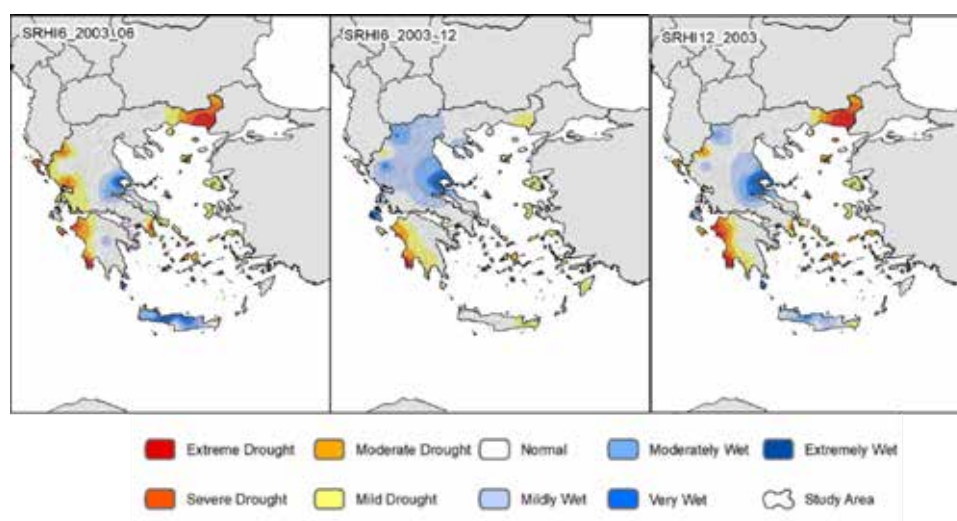 SRHI6_2003_06
SRHI6_2003_12
SRHI12_2003
Extreme Drought
Moderate Drought
Normal
Moderately Wet
Extremely Wet
Severe Drought
Mild Drought
Mildly Wet
Very Wet
Study Area